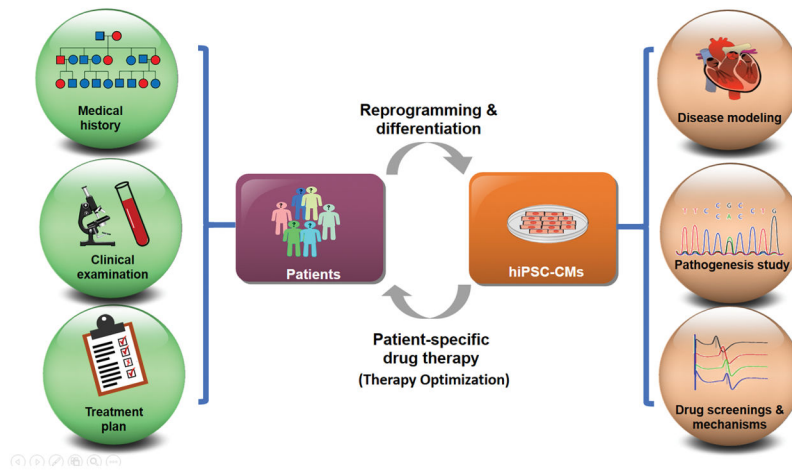 Medical
history
Clinical
examination
Treatment
plan
Patients
Reprogramming &
differentiation
hiPSC-CMs
Patient-specific
drug therapy
(Therapy Optimization)
Disease modeling
Pathogenesis study
Drug screenings &
mechanisms